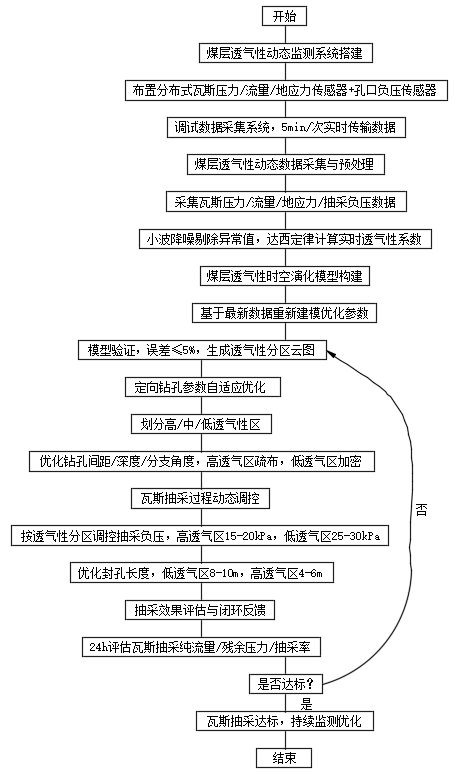 开始
煤层透气性动态监测系统搭建
布置分布式瓦斯压力/流量/地应力传感器+孔口负压传感器
调试数据采集系统，5min/次实时传输数据
煤层透气性动态数据采集与预处理
采集瓦斯压力/流量/地应力/抽采负压数据
小波降噪剔除异常值，达西定律计算实时透气性系数
煤层透气性时空演化模型构建
基于最新数据重新建模优化参数
模型验证，误差≤5%，生成透气性分区云图
定向钻孔参数自适应优化
划分高/中/低透气性区
优化钻孔间距/深度/分支角度，高透气区疏布，低透气区加密
瓦斯抽采过程动态调控
按透气性分区调控抽采负压，高透气区15-20kPa，低透气区25-30kPa
否
优化封孔长度，低透气区8-10m，高透气区4-6m
抽采效果评估与闭环反馈
24h评估瓦斯抽采纯流量/残余压力/抽采率
是否达标？
是
瓦斯抽采达标，持续监测优化
结束